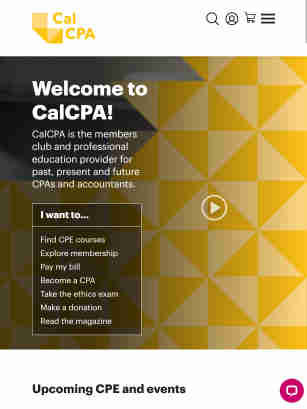 Cal
CPA
Welcome to
CalCPA!
CalCPA is the members
club and professional
education provider for
past, present and future
CPAs and accountants.
I want to...
Find CPE courses
Explore membership
Pay my bill
Become a CPA
Take the ethics exam
Make a donation
Read the magazine
Upcoming CPE and events